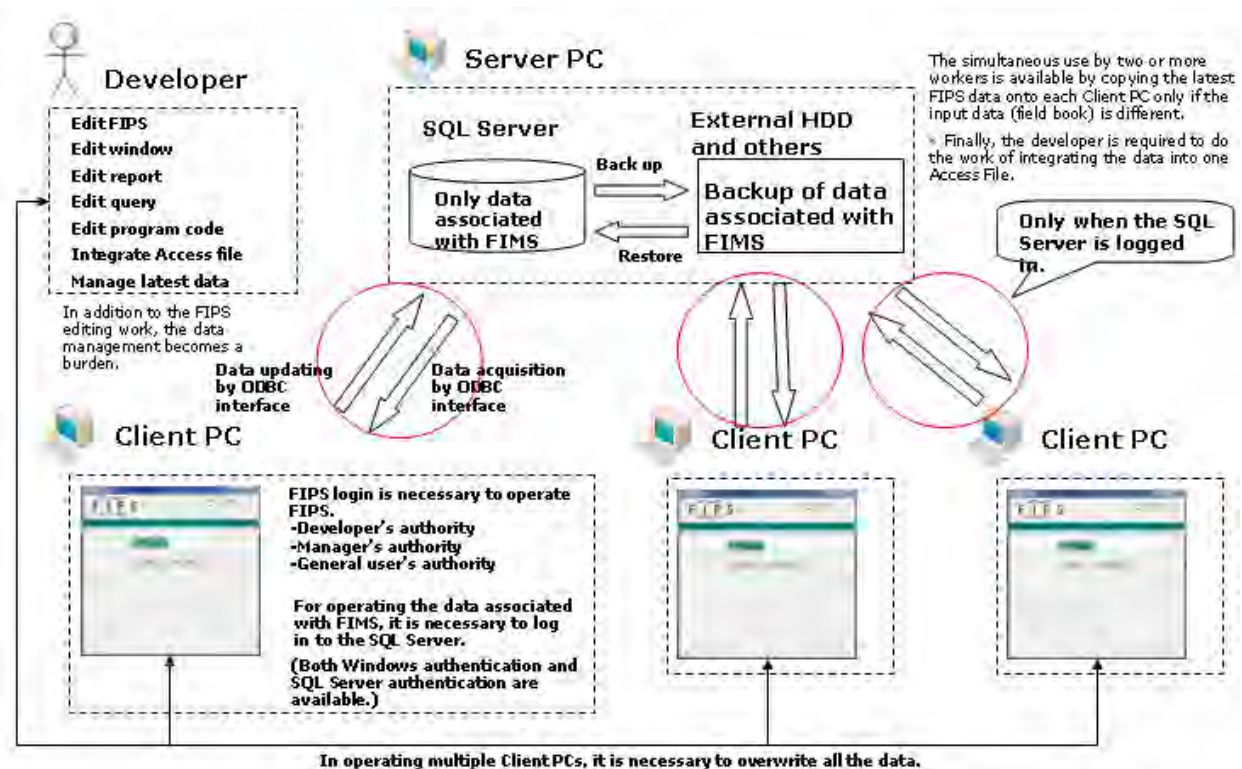 Developer
Edit FIPS
Edit window
Edit report
Edit query
Edit program code
Integrate Access file
Manage latest data
In addition to the FIPS
editing work, the data
management becomes a
burden.
Server PC
SQL Server
Only data
associated
with FIMS
Back up
Restore
External HDD
and others
Backup of data
associated with
FIMS
The simultaneous use by two or more
workers is available by copying the latest
FIPS data onto each Client PC only if the
input data (field book) is different.
* Finally, the developer is required to do
the work of integrating the data into one
Access File.
Only when the SQL
Server is logged
in.
Data updating
by ODBC
interface
Data acquisition
by ODBC
interface
Client PC
FIPS
FIPS login is necessary to operate
FIPS.
-Developer's authority
-Manager's authority
-General user's authority
For operating the data associated
with FIMS, it is necessary to log
in to the SQL Server.
(Both Windows authentication and
SQL Server authentication are
available.)
Client PC
FIPS
Client PC
FIPS
In operating multiple Client PCs, it is necessary to overwrite all the data.